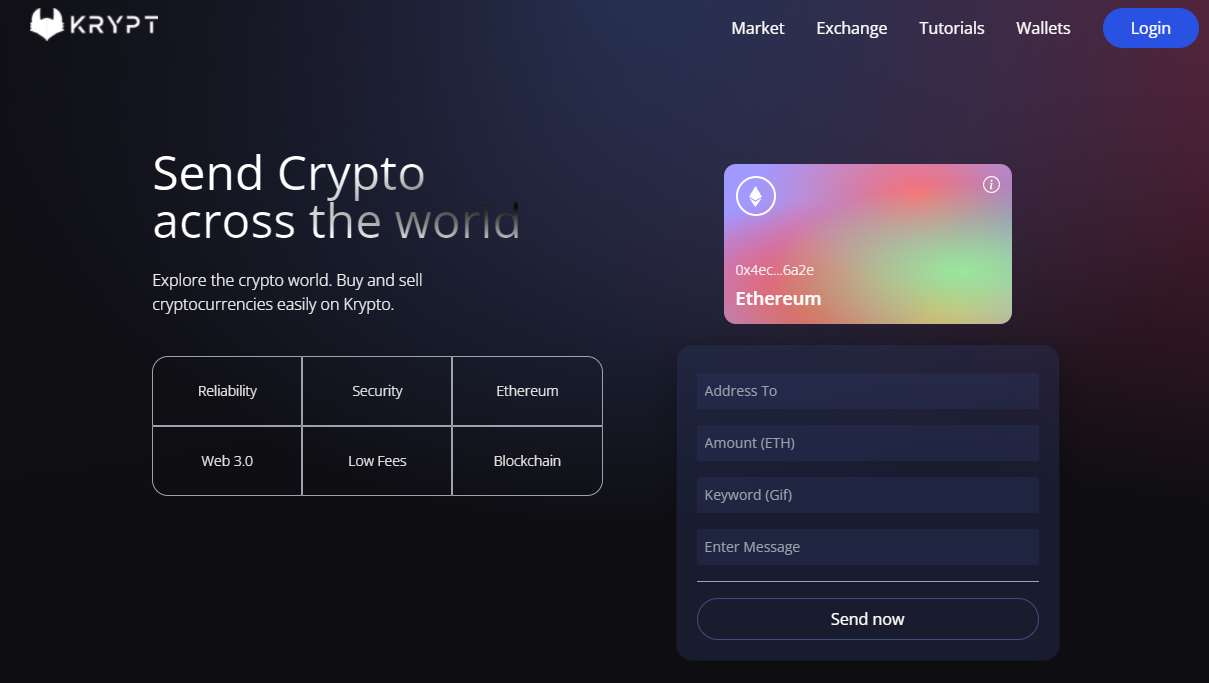 KRYPT
Market
Exchange
Tutorials
Wallets
Login
Send Crypto
across the world
Explore the crypto world. Buy and sell
cryptocurrencies easily on Krypto.
Reliability
Security
Ethereum
Web 3.0
Low Fees
Blockchain
i
0x4ec...6a2e
Ethereum
Address To
Amount (ETH)
Keyword (Gif)
Enter Message
Send now